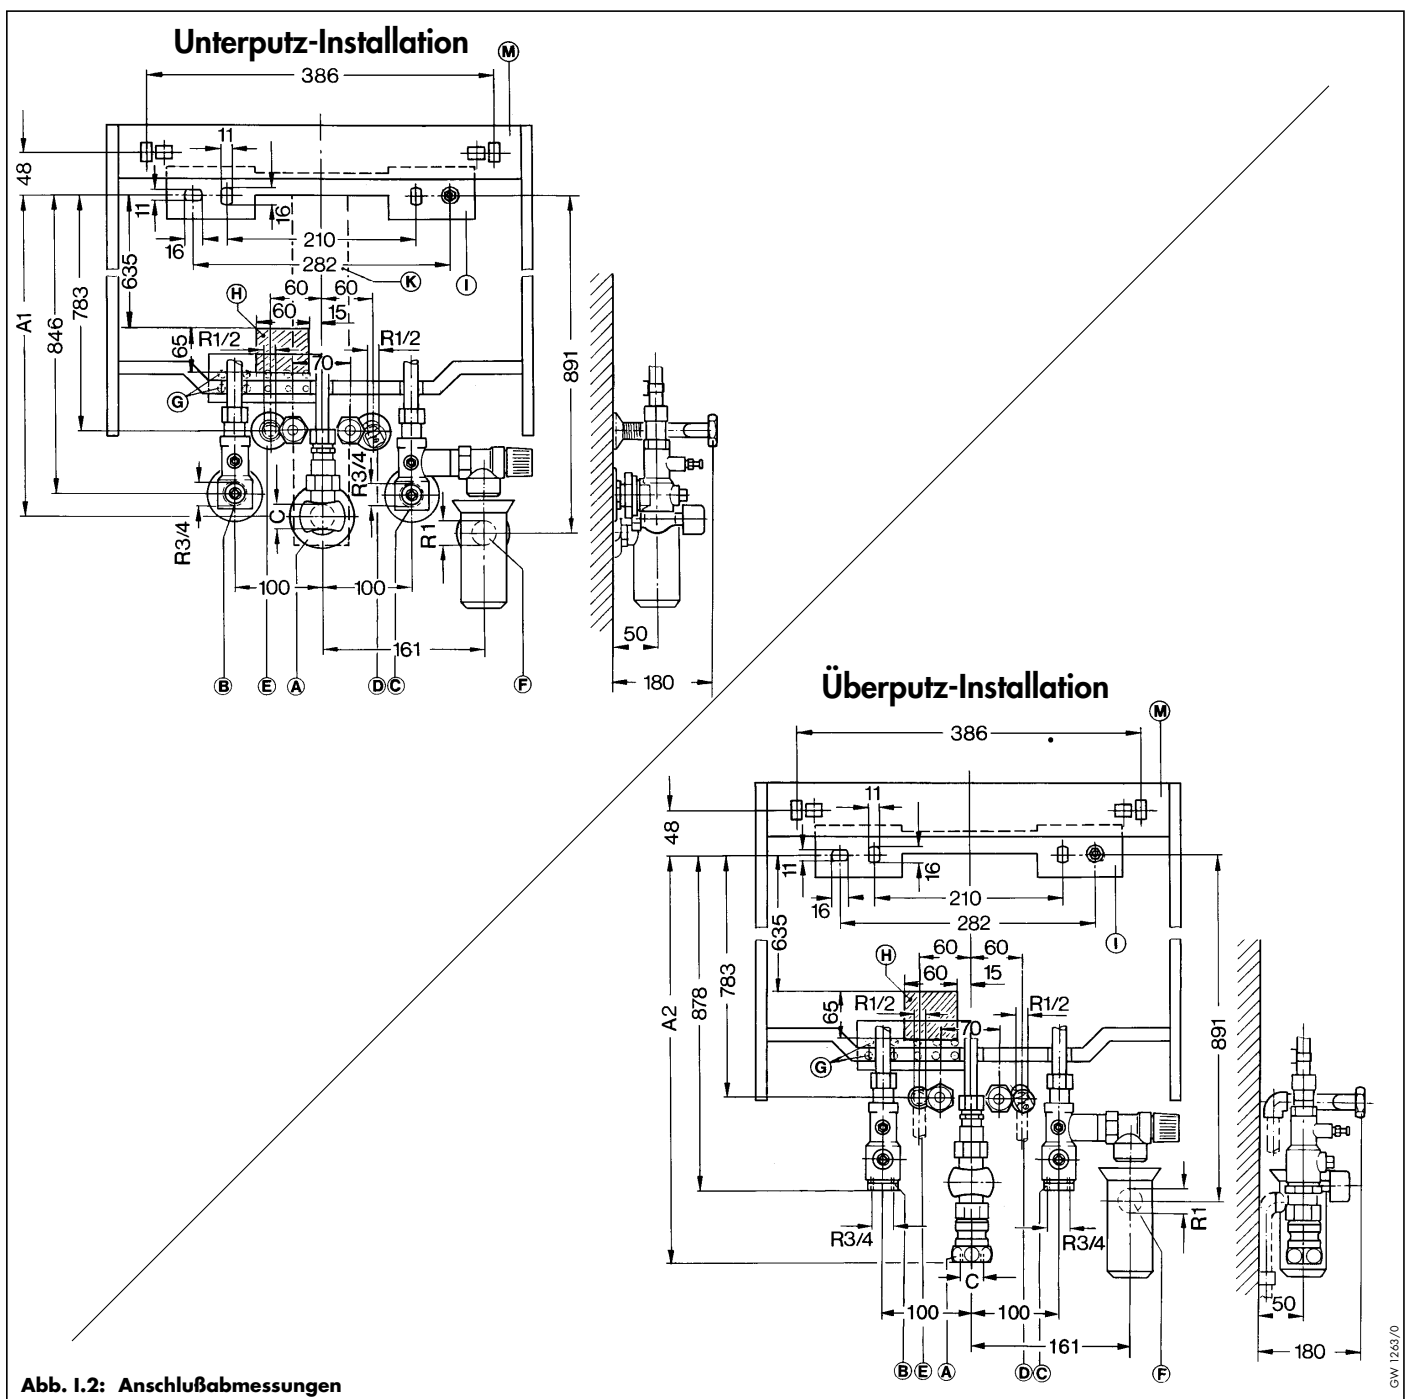 Unterputz-Installation
M
386
11
48
11
16
16
210
282
K
I
635
783
A1
846
60 60
H
60 15
R1/2 R1/2
65
70
891
G
R3/4
C
R3/4
R1
100 100
161
50
180
B E A D C F
Überputz-Installation
M
386
11
48
11
16
16
210
282
I
635
783
878
A2
60 60
H
60 15
R1/2 R1/2
65
70
891
G
R3/4 R3/4
R1
C
100 100
161
50
180
B E A D C F
Abb. I.2: Anschlußabmessungen
GW 1263/0